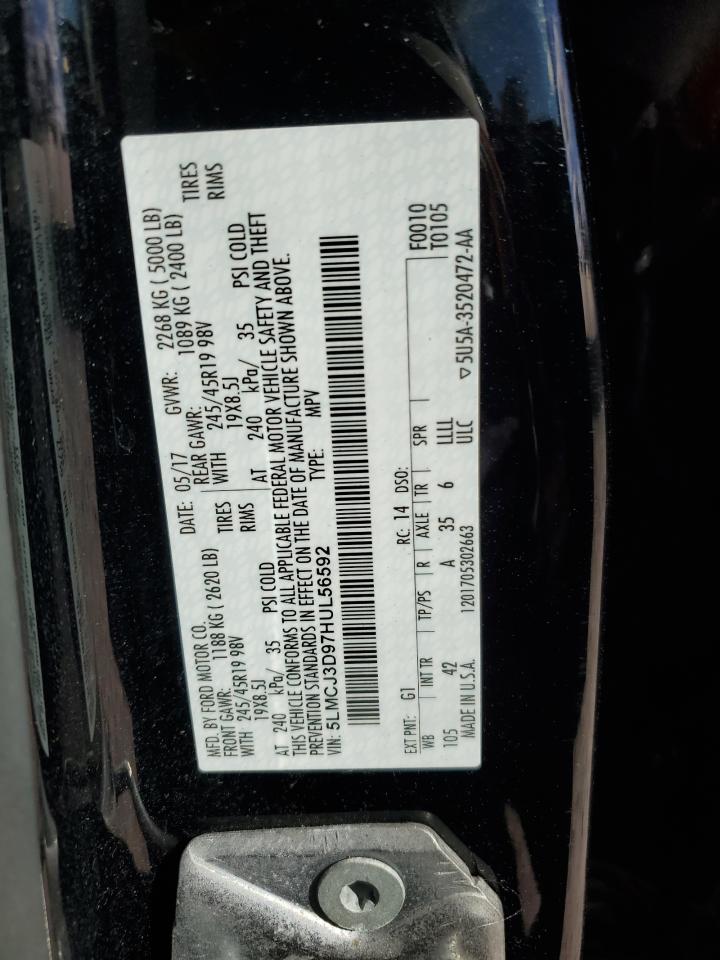 MFD. BY FORD MOTOR CO. DATE: 05/17 GVWR: 2268 KG ( 5000 LB)
FRONT GAWR: 1188 KG ( 2620 LB) REAR GAWR: 1089 KG ( 2400 LB)
WITH 245/45R19 98V TIRES WITH 245/45R19 98V TIRES
19X8.5J RIMS 19X8.5J RIMS
AT 240 kPa/ 35 PSI COLD AT 240 kPa/ 35 PSI COLD
THIS VEHICLE CONFORMS TO ALL APPLICABLE FEDERAL MOTOR VEHICLE SAFETY AND THEFT
PREVENTION STANDARDS IN EFFECT ON THE DATE OF MANUFACTURE SHOWN ABOVE.
VIN: 5LMCJ3D97HUL56592 TYPE: MPV
EXT PNT: G1 RC: 14 DSO: F0010
WB INT TR TP/PS R AXLE TR SPR T0105
105 42 A 35 6 LLLL
MADE IN U.S.A. 1201705302663 ULC ▽5U5A-3520472-AA